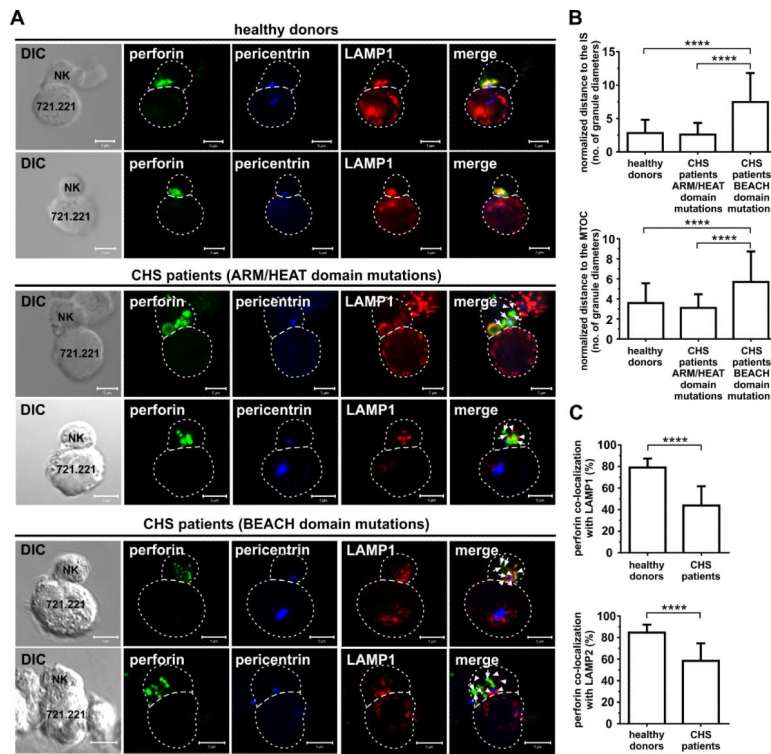 A
healthy donors
DIC
perforin
pericentrin
LAMP1
merge
NK
721.221
DIC
perforin
pericentrin
LAMP1
merge
NK
721.221
CHS patients (ARM/HEAT domain mutations)
DIC
perforin
pericentrin
LAMP1
merge
NK
721.221
DIC
perforin
pericentrin
LAMP1
merge
NK
721.221
CHS patients (BEACH domain mutations)
DIC
perforin
pericentrin
LAMP1
merge
NK
721.221
DIC
perforin
pericentrin
LAMP1
merge
NK
721.221
B
normalized distance to the IS
(no. of granule diameters)
15
10
5
0
****
****
healthy
donors
CHS
patients
ARM/HEAT
domain
mutations
CHS
patients
BEACH
domain
mutation
normalized distance to the MTOC
(no. of granule diameters)
10
8
6
4
2
0
****
****
healthy
donors
CHS
patients
ARM/HEAT
domain
mutations
CHS
patients
BEACH
domain
mutation
C
perforin co-localization
with LAMP1 (%)
100
80
60
40
20
0
****
healthy
donors
CHS
patients
perforin co-localization
with LAMP2 (%)
100
80
60
40
20
0
****
healthy
donors
CHS
patients